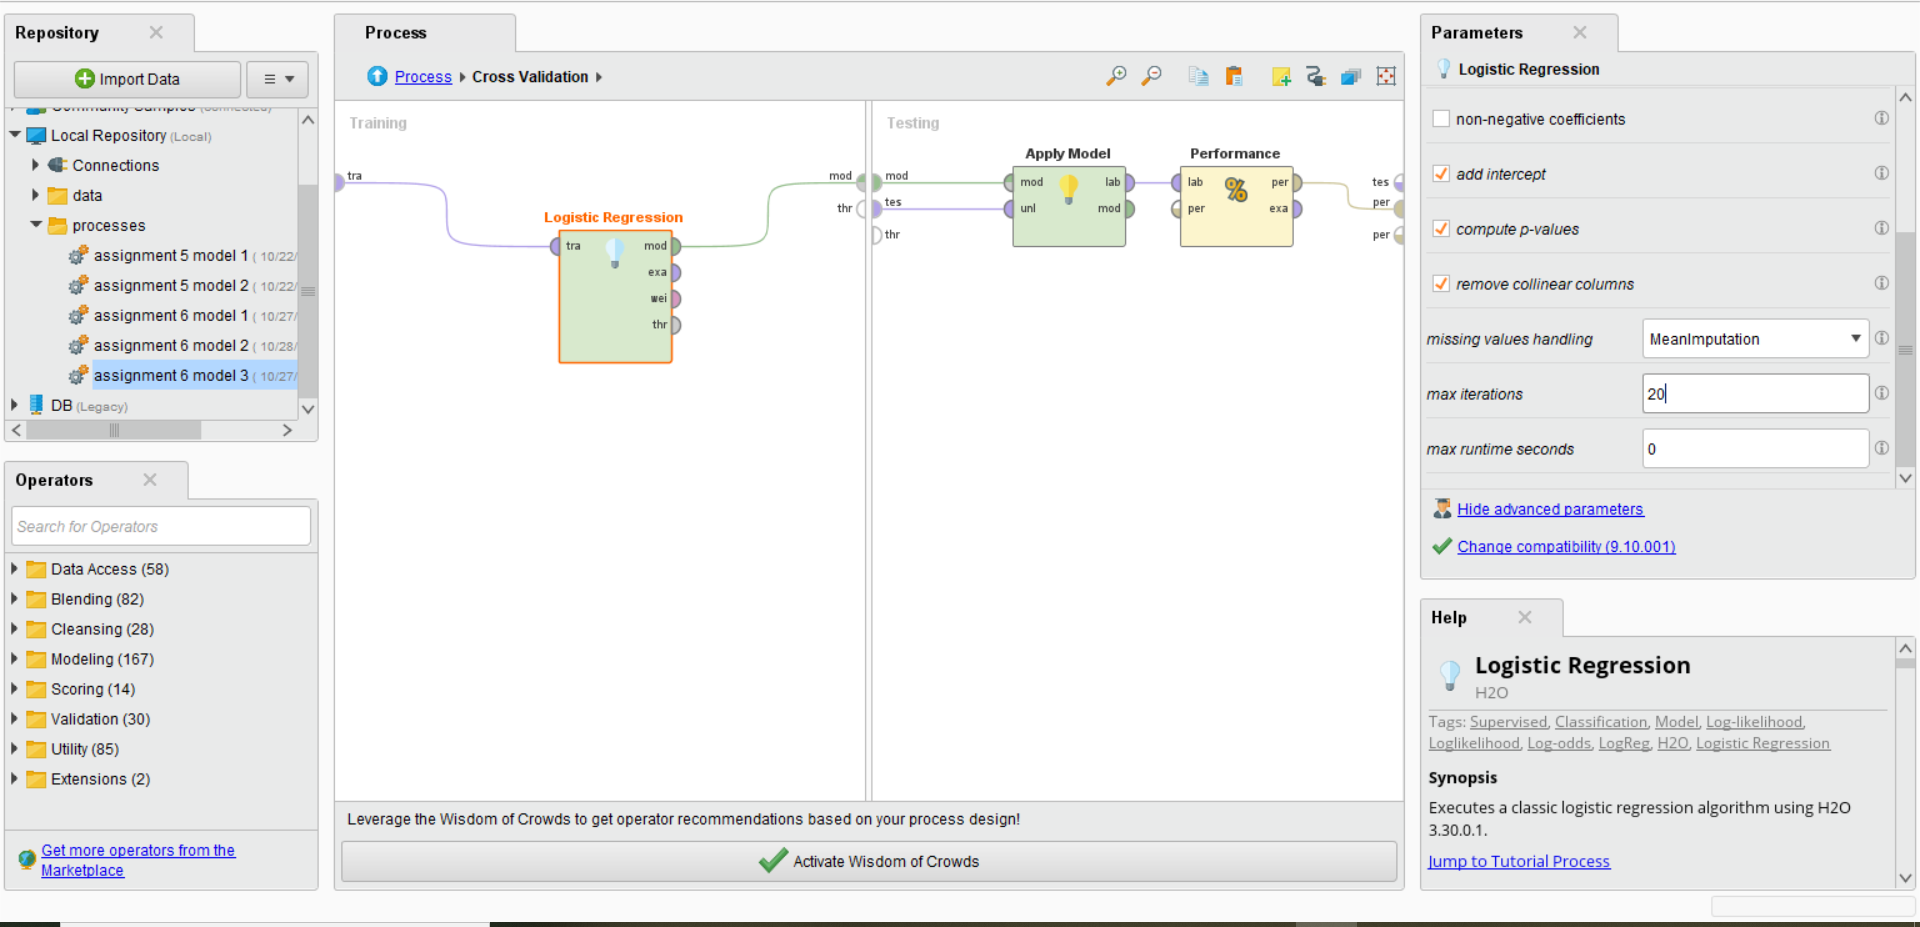 Repository
Import Data
Community Samples (connected)
Local Repository (Local)
Connections
data
processes
assignment 5 model 1 ( 10/22/
assignment 5 model 2 ( 10/22/
assignment 6 model 1 ( 10/27/
assignment 6 model 2 ( 10/28/
assignment 6 model 3 ( 10/27/
DB (Legacy)
Operators
Search for Operators
Data Access (58)
Blending (82)
Cleansing (28)
Modeling (167)
Scoring (14)
Validation (30)
Utility (85)
Extensions (2)
Get more operators from the
Marketplace
Process
Process Cross Validation
Training
tra
Logistic Regression
tra mod
exa
wei
thr
mod
thr
Testing
mod
tes
thr
Apply Model
mod lab
unl mod
Performance
%
lab per
per exa
tes
per
per
Leverage the Wisdom of Crowds to get operator recommendations based on your process design!
Activate Wisdom of Crowds
Parameters
Logistic Regression
non-negative coefficients
add intercept
compute p-values
remove collinear columns
missing values handling MeanImputation
max iterations 20
max runtime seconds 0
Hide advanced parameters
Change compatibility (9.10.001)
Help
Logistic Regression
H2O
Tags: Supervised, Classification, Model, Log-likelihood,
Loglikelihood, Log-odds, LogReg, H2O, Logistic Regression
Synopsis
Executes a classic logistic regression algorithm using H2O
3.30.0.1.
Jump to Tutorial Process